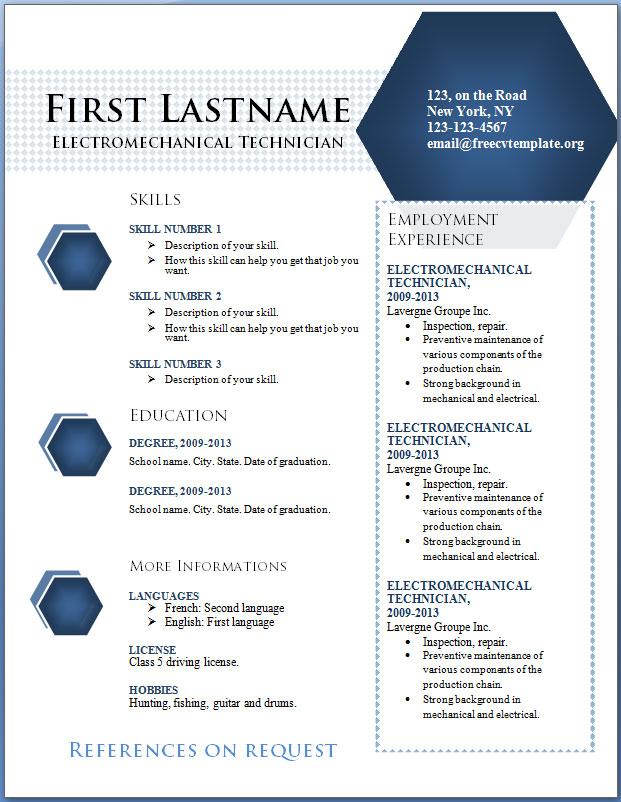 FIRST LASTNAME
ELECTROMECHANICAL TECHNICIAN
123, on the Road
New York, NY
123-123-4567
email@freecvtemplate.org
SKILLS
SKILL NUMBER 1
➢ Description of your skill.
➢ How this skill can help you get that job you
want.
SKILL NUMBER 2
➢ Description of your skill.
➢ How this skill can help you get that job you
want.
SKILL NUMBER 3
➢ Description of your skill.
EDUCATION
DEGREE, 2009-2013
School name. City. State. Date of graduation.
DEGREE, 2009-2013
School name. City. State. Date of graduation.
MORE INFORMATIONS
LANGUAGES
➢ French: Second language
➢ English: First language
LICENSE
Class 5 driving license.
HOBBIES
Hunting, fishing, guitar and drums.
REFERENCES ON REQUEST
EMPLOYMENT
EXPERIENCE
ELECTROMECHANICAL
TECHNICIAN,
2009-2013
Lavergne Groupe Inc.
• Inspection, repair.
• Preventive maintenance of
various components of the
production chain.
• Strong background in
mechanic and electrical.
ELECTROMECHANICAL
TECHNICIAN,
2009-2013
Lavergne Groupe Inc.
• Inspection, repair.
• Preventive maintenance of
various components of the
production chain.
• Strong background in
mechanic and electrical.
ELECTROMECHANICAL
TECHNICIAN,
2009-2013
Lavergne Groupe Inc.
• Inspection, repair.
• Preventive maintenance of
various components of the
production chain.
• Strong background in
mechanic and electrical.